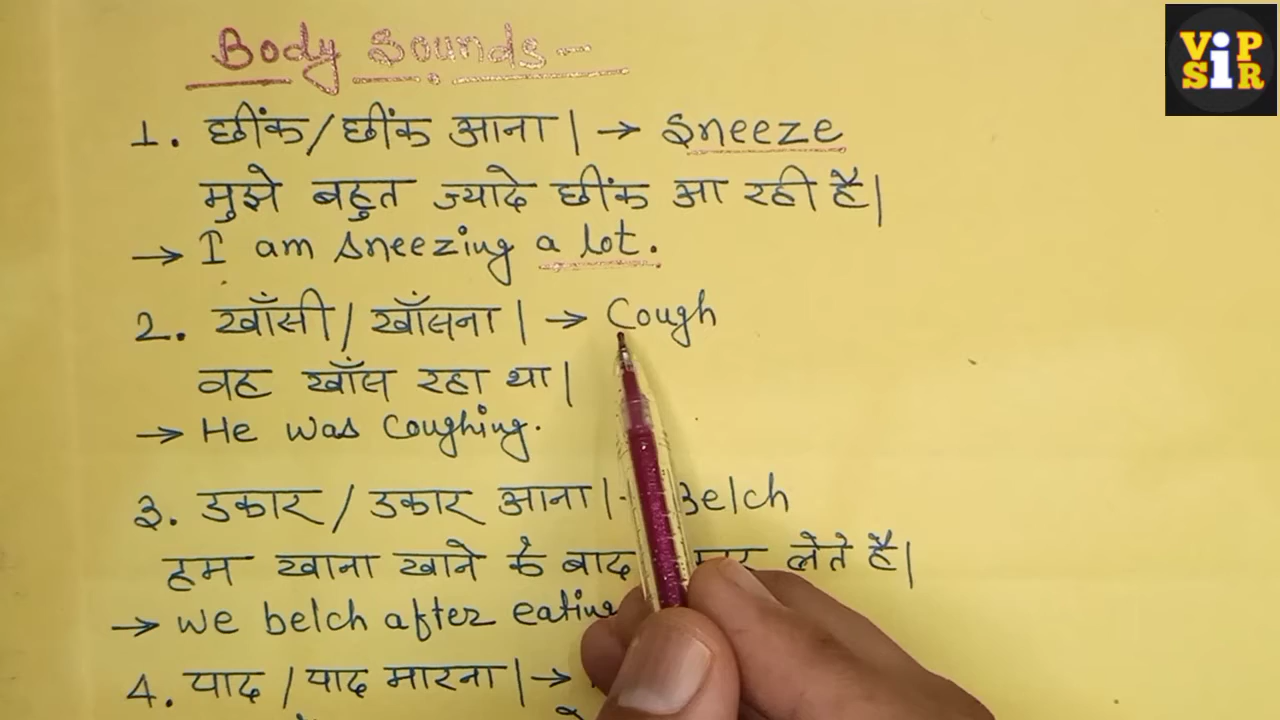 Body Sounds-
ViP
SiR
1. छींक/छींक आना | → Sneeze
मुझे बहुत ज्यादे छींक आ रही है|
→ I am sneezing a lot.
2. खाँसी/ खाँसना | → Cough
वह खाँस रहा था|
→ He was coughing.
3. डकार / डकार आना | Belch
हम खाना खाने के बाद लेते है|
→ We belch after
4. पाद / पाद मारना | →